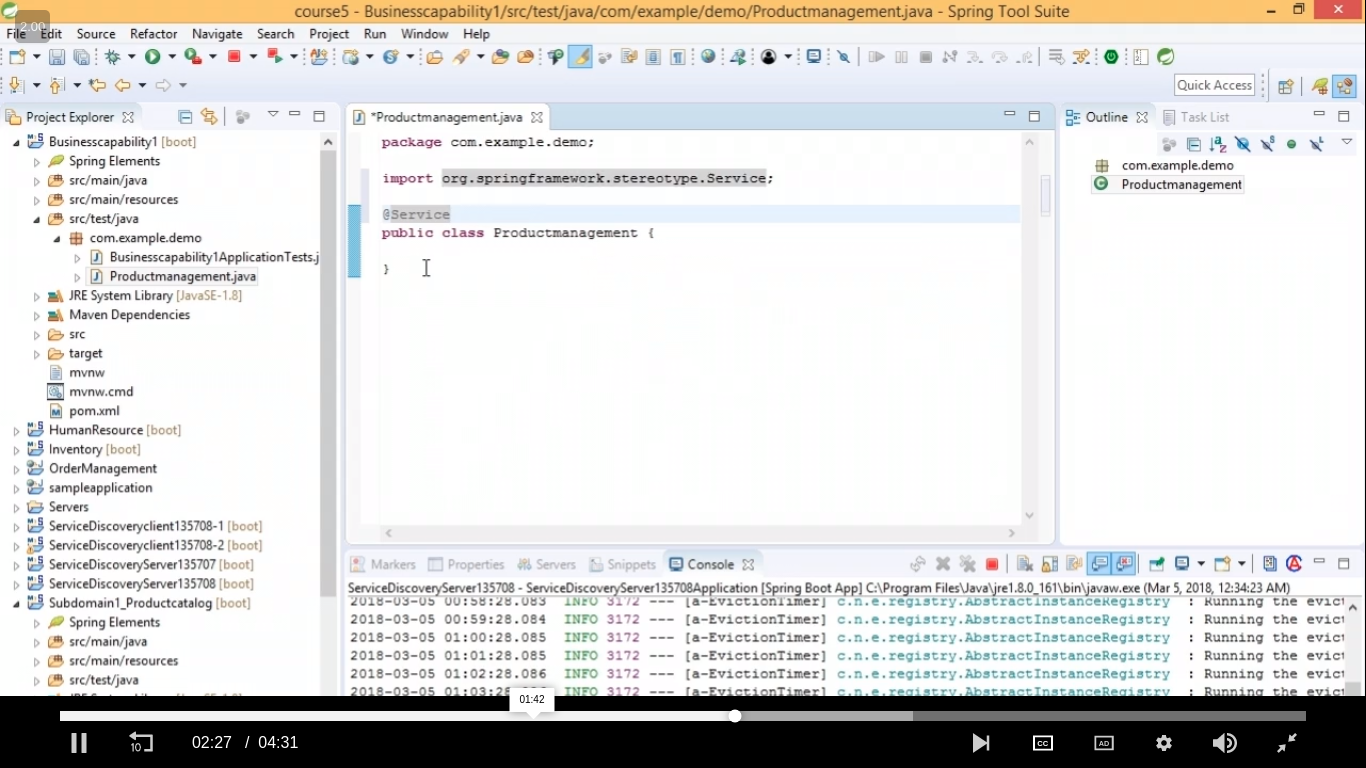 course5 - Businesscapability1/src/test/java/com/example/demo/Productmanagement.java - Spring Tool Suite
2.00
File Edit Source Refactor Navigate Search Project Run Window Help
Quick Access
Project Explorer
Businesscapability1 [boot]
Spring Elements
src/main/java
src/main/resources
src/test/java
com.example.demo
Businesscapability1ApplicationTests.j
Productmanagement.java
JRE System Library [JavaSE-1.8]
Maven Dependencies
src
target
mvnw
mvnw.cmd
pom.xml
HumanResource [boot]
Inventory [boot]
OrderManagement
sampleapplication
Servers
ServiceDiscoveryclient135708-1 [boot]
ServiceDiscoveryclient135708-2 [boot]
ServiceDiscoveryServer135707 [boot]
ServiceDiscoveryServer135708 [boot]
Subdomain1_Productcatalog [boot]
Spring Elements
src/main/java
src/main/resources
src/test/java
*Productmanagement.java
package com.example.demo;
import org.springframework.stereotype.Service;
@Service
public class Productmanagement {
}
Outline Task List
com.example.demo
Productmanagement
Markers Properties Servers Snippets Console
ServiceDiscoveryServer135708 - ServiceDiscoveryServer135708Application [Spring Boot App] C:\Program Files\Java\jre1.8.0_161\bin\javaw.exe (Mar 5, 2018, 12:34:23 AM)
2018-03-05 00:58:28.083 INFO 3172 --- [a-EvictionTimer] c.n.e.registry.AbstractInstanceRegistry : Running the evict
2018-03-05 00:59:28.084 INFO 3172 --- [a-EvictionTimer] c.n.e.registry.AbstractInstanceRegistry : Running the evict
2018-03-05 01:00:28.085 INFO 3172 --- [a-EvictionTimer] c.n.e.registry.AbstractInstanceRegistry : Running the evict
2018-03-05 01:01:28.085 INFO 3172 --- [a-EvictionTimer] c.n.e.registry.AbstractInstanceRegistry : Running the evict
2018-03-05 01:02:28.086 INFO 3172 --- [a-EvictionTimer] c.n.e.registry.AbstractInstanceRegistry : Running the evict
2018-03-05 01:03:28 INFO 3172 --- [a-EvictionTimer] c.n.e.registry.AbstractInstanceRegistry : Running the evict
01:42
10
02:27 / 04:31
CC
AD